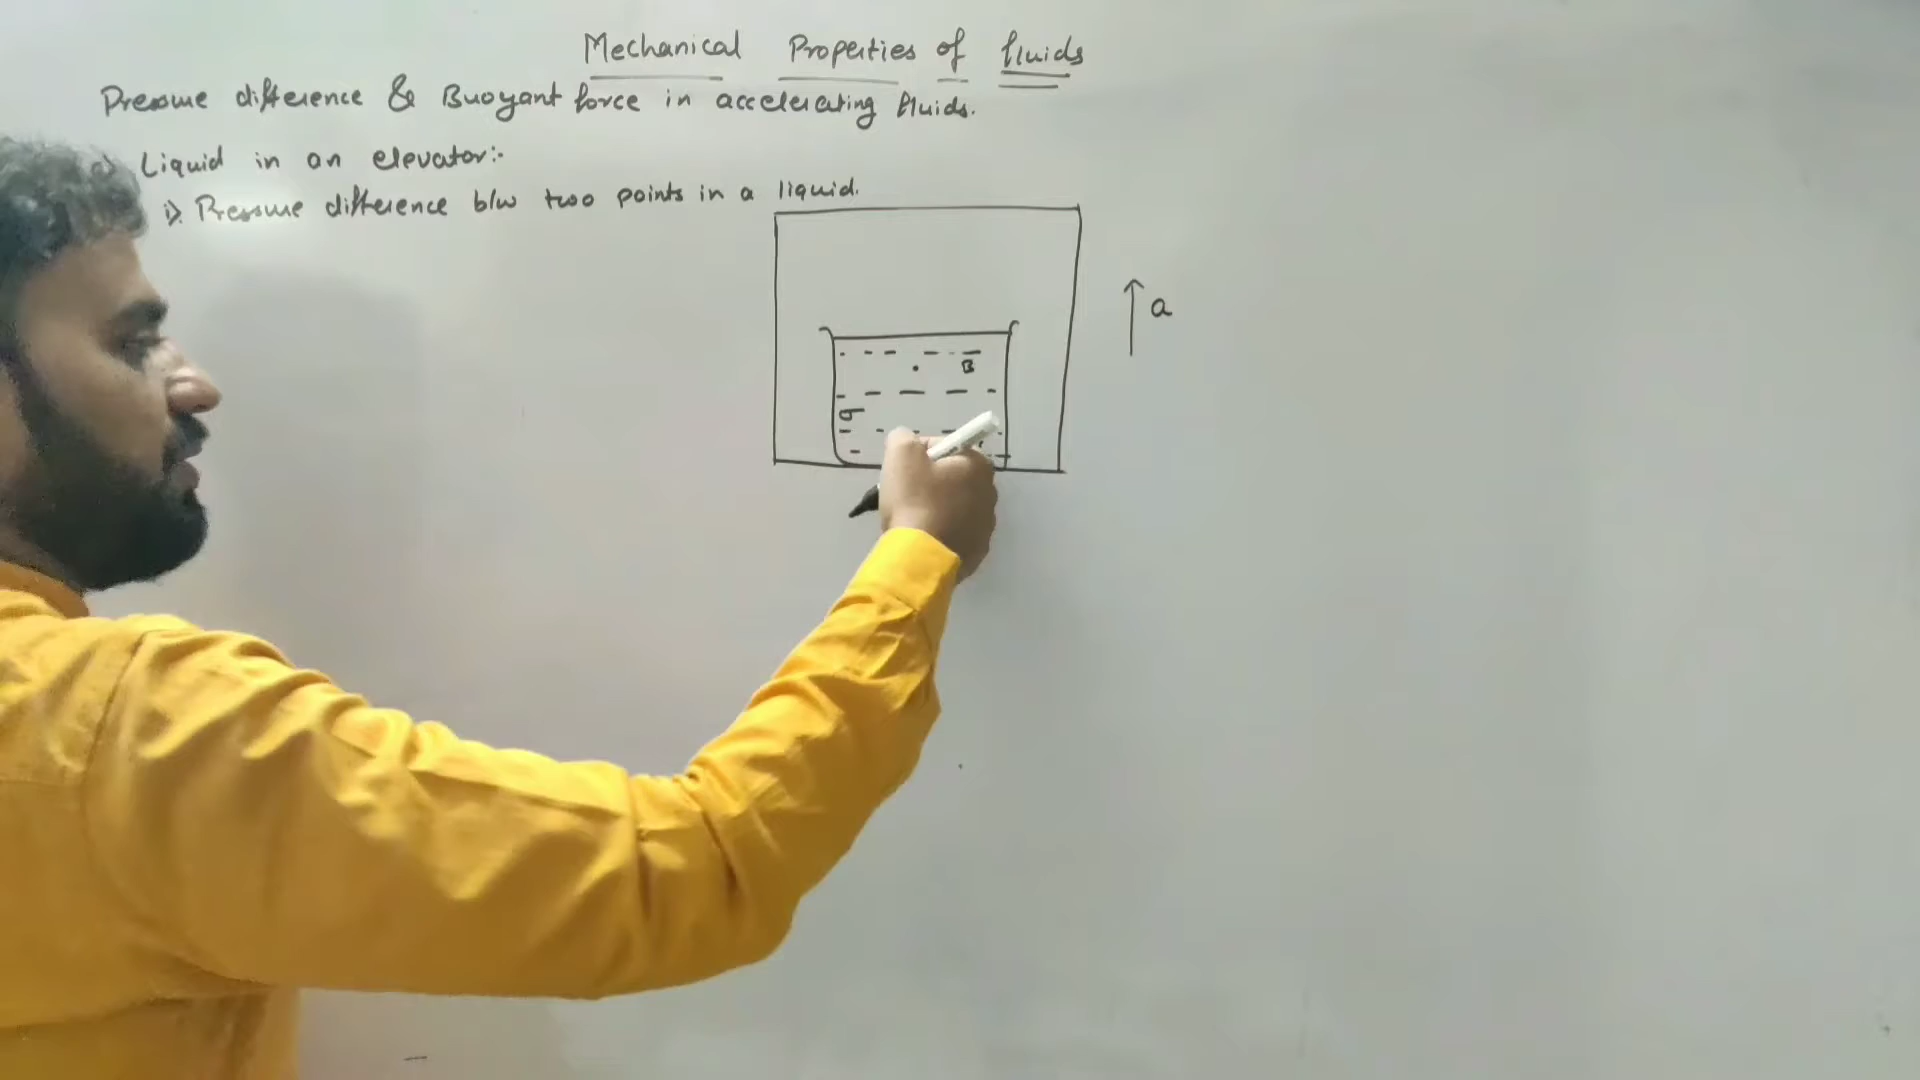 Mechanical Properties of fluids
Pressure difference & Buoyant force in accelerating fluids.
a) Liquid in an elevator:-
i) Pressure difference b/w two points in a liquid.
a
B
σ